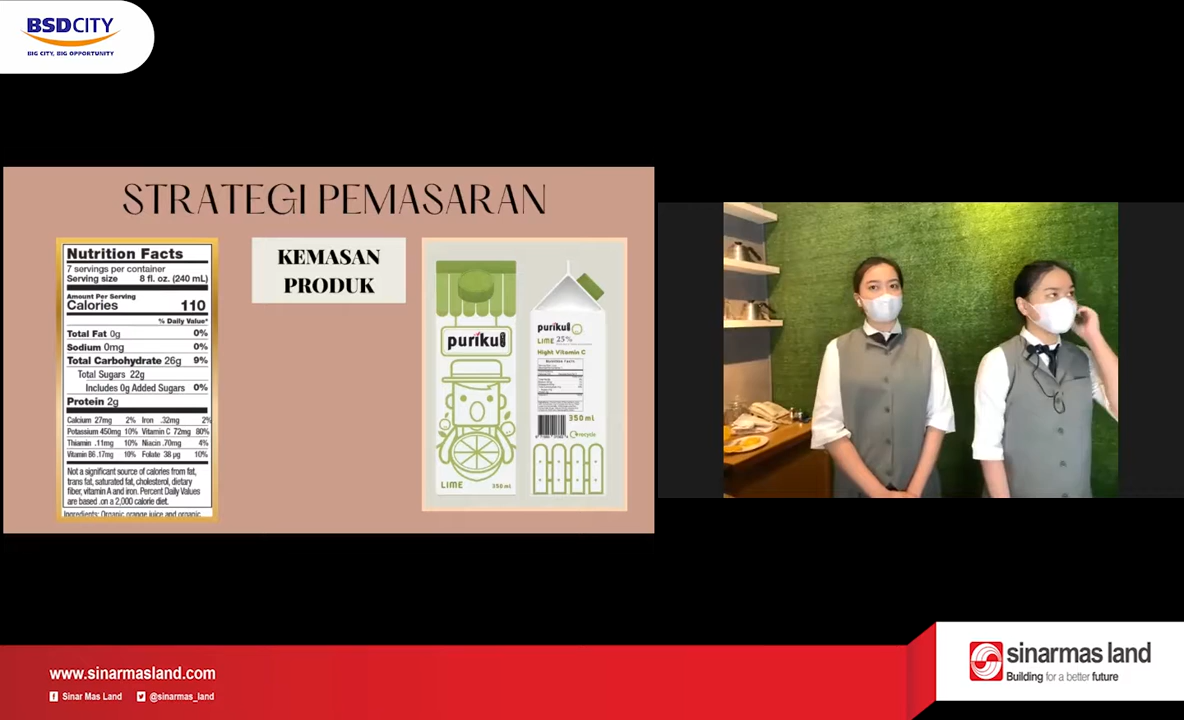 BSDCITY
BIG CITY, BIG OPPORTUNITY
STRATEGI PEMASARAN
Nutrition Facts
7 servings per container
Serving size 8 fl. oz. (240 mL)
Amount Per Serving
Calories 110
% Daily Value*
Total Fat 0g 0%
Sodium 0mg 0%
Total Carbohydrate 26g 9%
Total Sugars 22g
Includes 0g Added Sugars 0%
Protein 2g
Calcium 27mg 2% Iron .32mg 2%
Potassium 450mg 10% Vitamin C 72mg 80%
Thiamin .11mg 10% Niacin .70mg 4%
Vitamin B6 .17mg 10% Folate 38 µg 10%
Not a significant source of calories from fat,
trans fat, saturated fat, cholesterol, dietary
fiber, vitamin A and iron. Percent Daily Values
are based on a 2,000 calorie diet.
Ingredients: Organic orange juice and organic
KEMASAN
PRODUK
purikul
LIME
350 ml
purikul
LIME 25%
Hight Vitamin C
Nutrition Facts
350 ml
recycle
www.sinarmasland.com
Sinar Mas Land @sinarmas_land
sinarmas land
Building for a better future